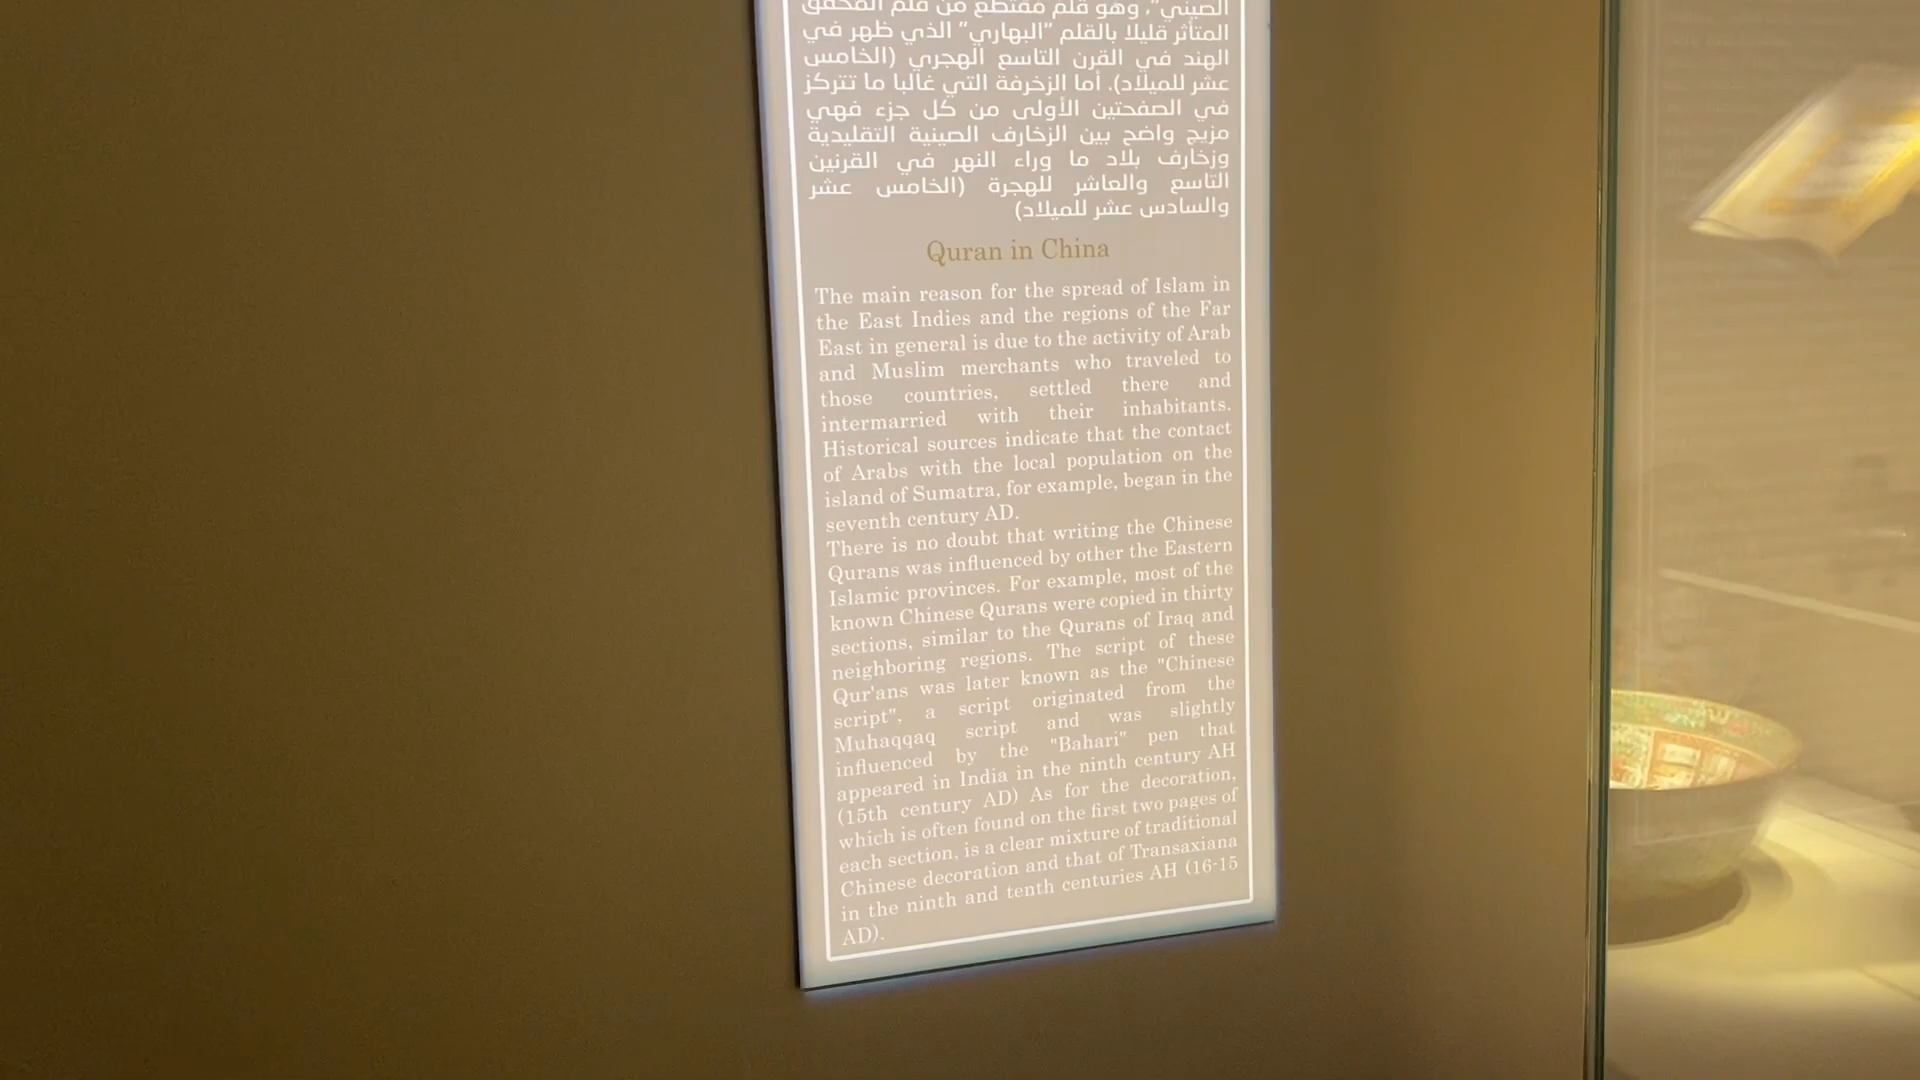 الصيني"، وهو قلم مقتطع من قلم المحقق
المتأثر قليلا بالقلم "البهاري" الذي ظهر في
الهند في القرن التاسع الهجري (الخامس
عشر للميلاد). أما الزخرفة التي غالبا ما تتركز
في الصفحتين الأولى من كل جزء فهي
مزيج واضح بين الزخارف الصينية التقليدية
وزخارف بلاد ما وراء النهر في القرنين
التاسع والعاشر للهجرة (الخامس عشر
والسادس عشر للميلاد)
Quran in China
The main reason for the spread of Islam in
the East Indies and the regions of the Far
East in general is due to the activity of Arab
and Muslim merchants who traveled to
those countries, settled there and
intermarried with their inhabitants.
Historical sources indicate that the contact
of Arabs with the local population on the
island of Sumatra, for example, began in the
seventh century AD.
There is no doubt that writing the Chinese
Qurans was influenced by other the Eastern
Islamic provinces. For example, most of the
known Chinese Qurans were copied in thirty
sections, similar to the Qurans of Iraq and
neighboring regions. The script of these
Qur'ans was later known as the "Chinese
script", a script originated from the
Muhaqqaq script and was slightly
influenced by the "Bahari" pen that
appeared in India in the ninth century AH
(15th century AD) As for the decoration,
which is often found on the first two pages of
each section, is a clear mixture of traditional
Chinese decoration and that of Transaxiana
in the ninth and tenth centuries AH (16-15
AD).